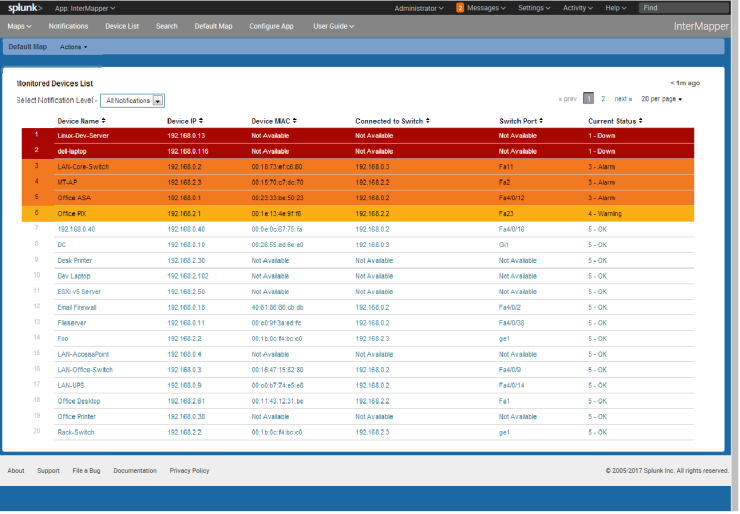 splunk> App: InterMapper Administrator 2 Messages Settings Activity Help Find
Maps Notifications Device List Search Default Map Configure App User Guide InterMapper
Default Map Actions
Monitored Devices List < 1m ago
Select Notification Level - All Notifications « prev 1 2 next » 20 per page
Device Name Device IP Device MAC Connected to Switch Switch Port Current Status
1 Linux-Dev-Server 192.168.0.13 Not Available Not Available Not Available 1 - Down
2 dell-laptop 192.168.0.116 Not Available Not Available Not Available 1 - Down
3 LAN-Core-Switch 192.168.0.2 00:18:73:ef:c6:80 192.168.0.3 Fa11 3 - Alarm
4 MT-AP 192.168.2.3 00:15:70:c7:dc:70 192.168.2.2 Fa2 3 - Alarm
5 Office ASA 192.168.0.1 00:23:33:be:50:23 192.168.0.2 Fa4/0/12 3 - Alarm
6 Office PIX 192.168.2.1 00:1e:13:4e:9f:f6 192.168.2.2 Fa23 4 - Warning
7 192.168.0.40 192.168.0.40 00:0e:0c:67:75:fa 192.168.0.2 Fa4/0/16 5 - OK
8 DC 192.168.0.10 00:26:55:ed:6e:e0 192.168.0.3 Gi1 5 - OK
9 Desk Printer 192.168.2.30 Not Available Not Available Not Available 5 - OK
10 Dev Laptop 192.168.2.102 Not Available Not Available Not Available 5 - OK
11 ESXi v5 Server 192.168.2.50 Not Available Not Available Not Available 5 - OK
12 Email Firewall 192.168.0.18 40:61:86:86:cb:db 192.168.0.2 Fa4/0/2 5 - OK
13 Fileserver 192.168.0.11 00:c0:9f:3a:ed:fc 192.168.0.2 Fa4/0/38 5 - OK
14 Foo 192.168.2.2 00:1b:0c:f4:bc:c0 192.168.2.3 ge1 5 - OK
15 LAN-AccessPoint 192.168.0.4 Not Available Not Available Not Available 5 - OK
16 LAN-Office-Switch 192.168.0.3 00:16:47:15:82:80 192.168.0.2 Fa4/0/9 5 - OK
17 LAN-UPS 192.168.0.9 00:c0:b7:74:e5:e8 192.168.0.2 Fa4/0/14 5 - OK
18 Office Desktop 192.168.2.61 00:11:43:12:31:be 192.168.2.2 Fa1 5 - OK
19 Office Printer 192.168.0.38 Not Available Not Available Not Available 5 - OK
20 Rack-Switch 192.168.2.2 00:1b:0c:f4:bc:c0 192.168.2.3 ge1 5 - OK
About Support File a Bug Documentation Privacy Policy © 2005-2017 Splunk Inc. All rights reserved.